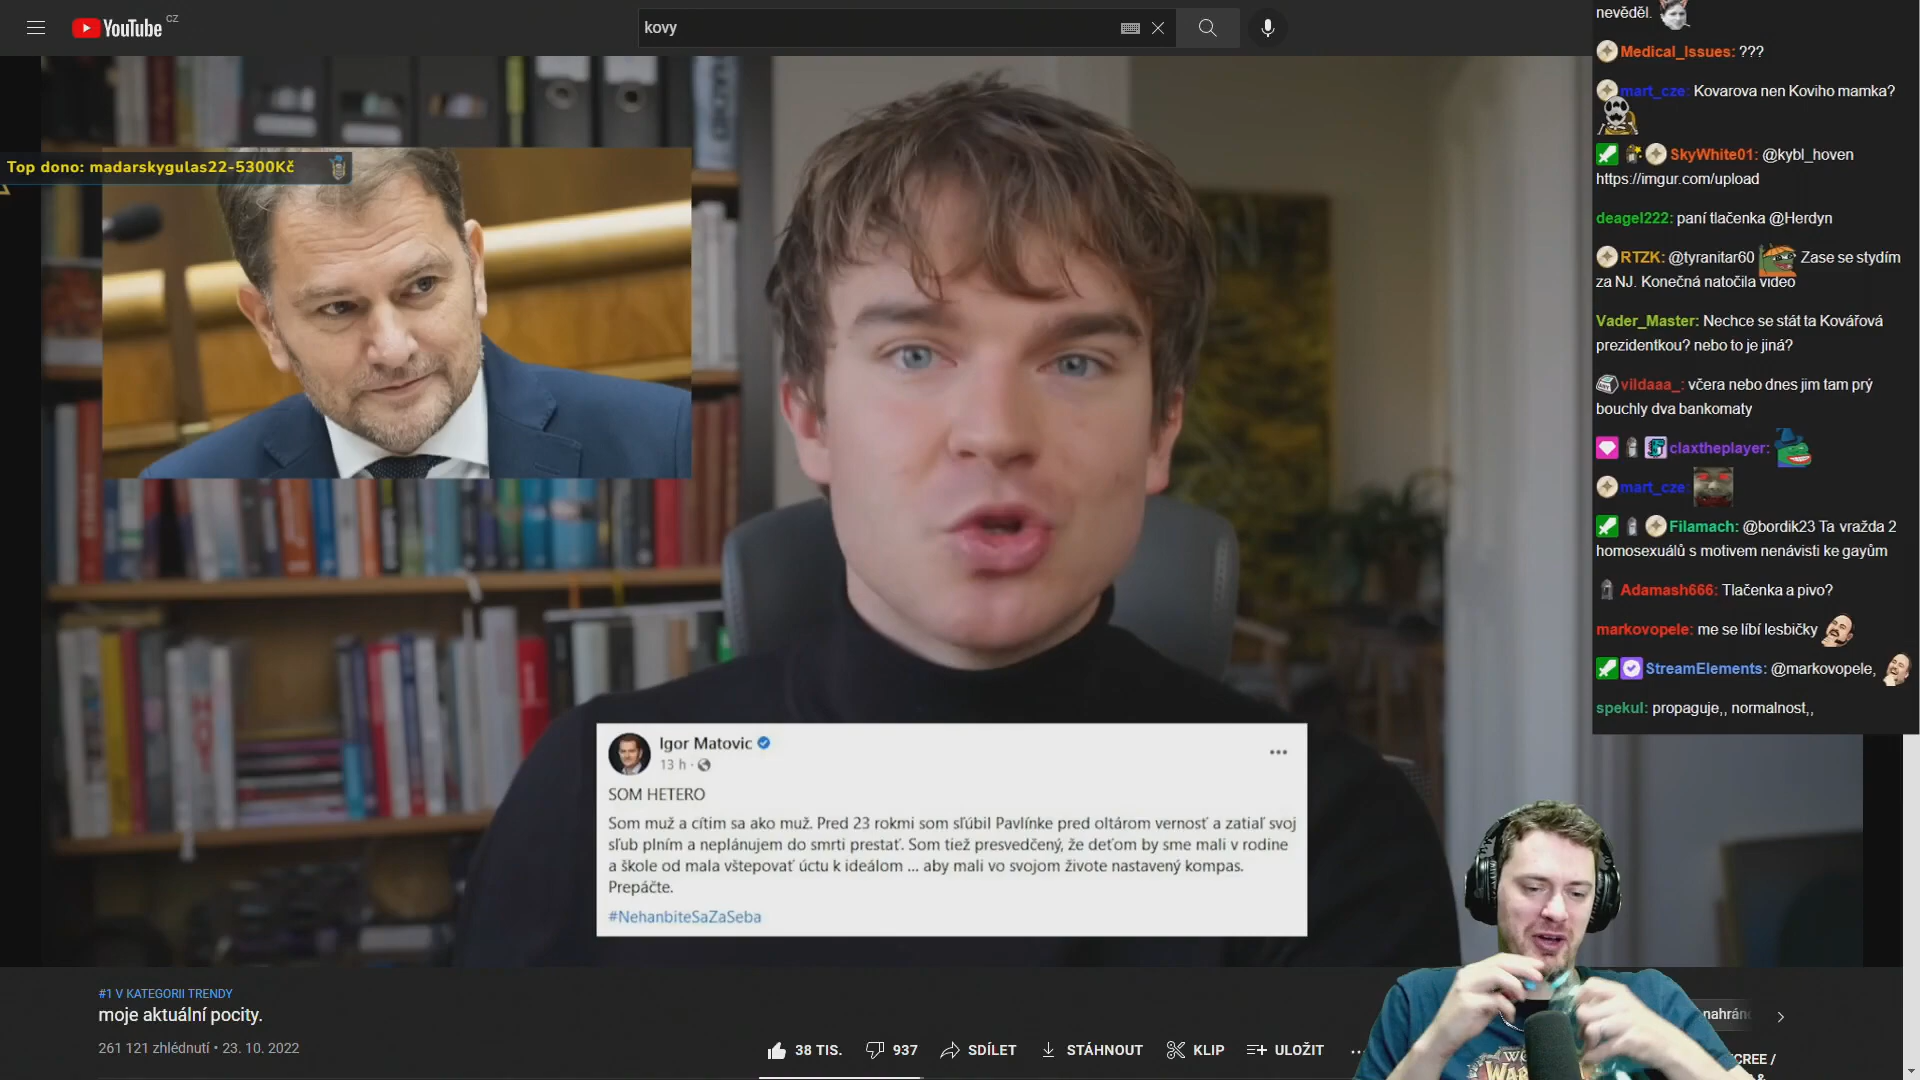 YouTube CZ
kovy
Top dono: madarskygulas22-5300Kč
nevěděl.
Medical_Issues: ???
mart_cze: Kovarova nen Koviho mamka?
SkyWhite01: @kybl_hoven
https://imgur.com/upload
deagel222: paní tlačenka @Herdyn
RTZK: @tyranitar60 Zase se stydím
za NJ. Konečná natočila video
Vader_Master: Nechce se stát ta Kovářová
prezidentkou? nebo to je jiná?
vildaaa_: včera nebo dnes jim tam prý
bouchly dva bankomaty
claxtheplayer:
mart_cze:
Filamach: @bordik23 Ta vražda 2
homosexuálů s motivem nenávisti ke gayům
Adamash666: Tlačenka a pivo?
markovopele: me se líbí lesbičky
StreamElements: @markovopele,
spekul: propaguje,, normalnost,,
Igor Matovic
13 h ·
SOM HETERO
Som muž a cítim sa ako muž. Pred 23 rokmi som sľúbil Pavlínke pred oltárom vernosť a zatiaľ svoj
sľub plním a neplánujem do smrti prestať. Som tiež presvedčený, že deťom by sme mali v rodine
a škole od mala vštepovať úctu k ideálom ... aby mali vo svojom živote nastavený kompas.
Prepáčte.
#NehanbiteSaZaSeba
#1 V KATEGORII TRENDY
moje aktuální pocity.
261 121 zhlédnutí • 23. 10. 2022
38 TIS. 937 SDÍLET STÁHNOUT KLIP ULOŽIT ...
nahránc
CREE /